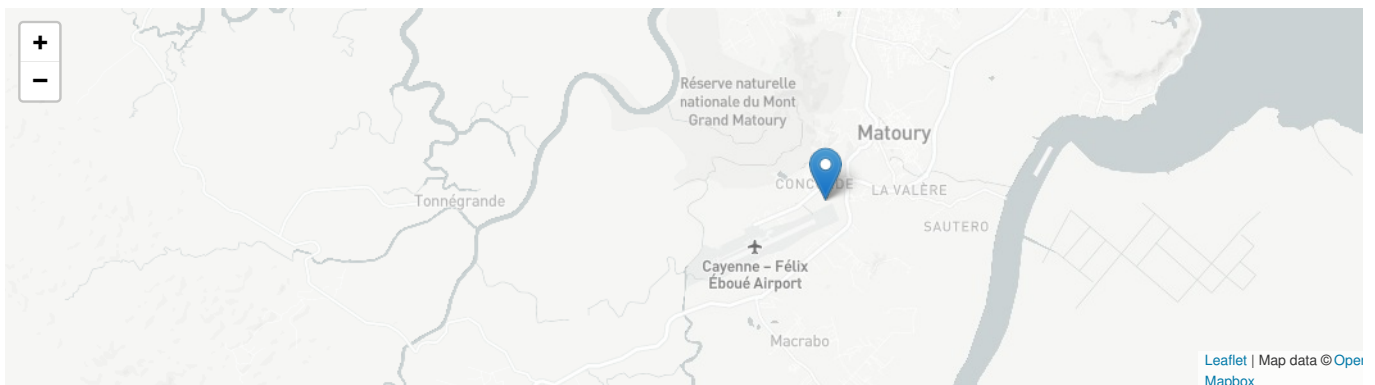 +
−
Réserve naturelle
nationale du Mont
Grand Matoury
Matoury
LA VALÈRE
Tonnégrande
SAUTERO
Cayenne – Félix
Éboué Airport
Macrabo
Leaflet | Map data ©
Mapbox